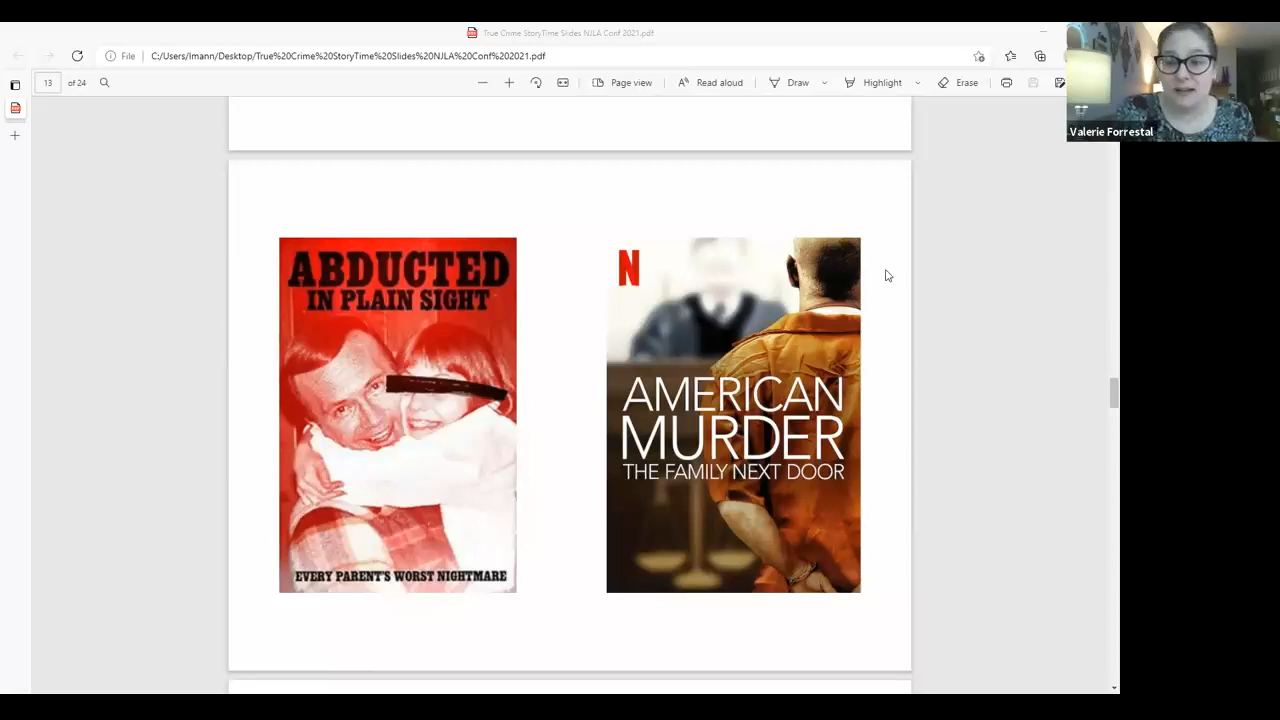 True Crime StoryTime Slides NJLA Conf 2021.pdf
File
C:/Users/lmann/Desktop/True%20Crime%20StoryTime%20Slides%20NJLA%20Conf%202021.pdf
13 of 24
Page view
Read aloud
Draw
Highlight
Erase
Valerie Forrestal
ABDUCTED
IN PLAIN SIGHT
EVERY PARENT'S WORST NIGHTMARE
N
AMERICAN
MURDER
THE FAMILY NEXT DOOR